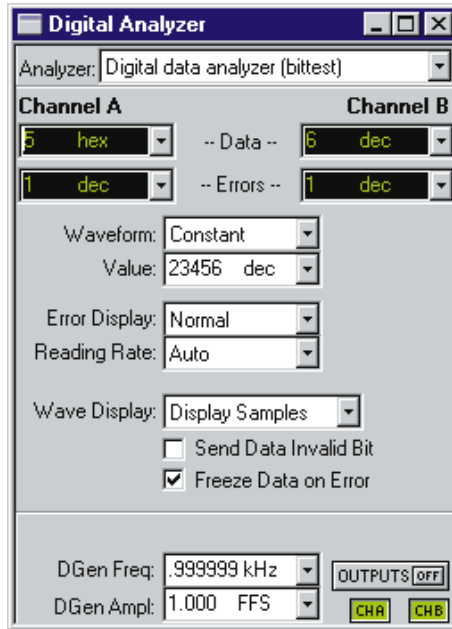 Digital Analyzer
Analyzer: Digital data analyzer (bittest)
Channel A Channel B
5 hex -- Data -- 6 dec
1 dec -- Errors -- 1 dec
Waveform: Constant
Value: 23456 dec
Error Display: Normal
Reading Rate: Auto
Wave Display: Display Samples
Send Data Invalid Bit
Freeze Data on Error
DGen Freq: .999999 kHz OUTPUTS OFF
DGen Ampl: 1.000 FFS CHA CHB